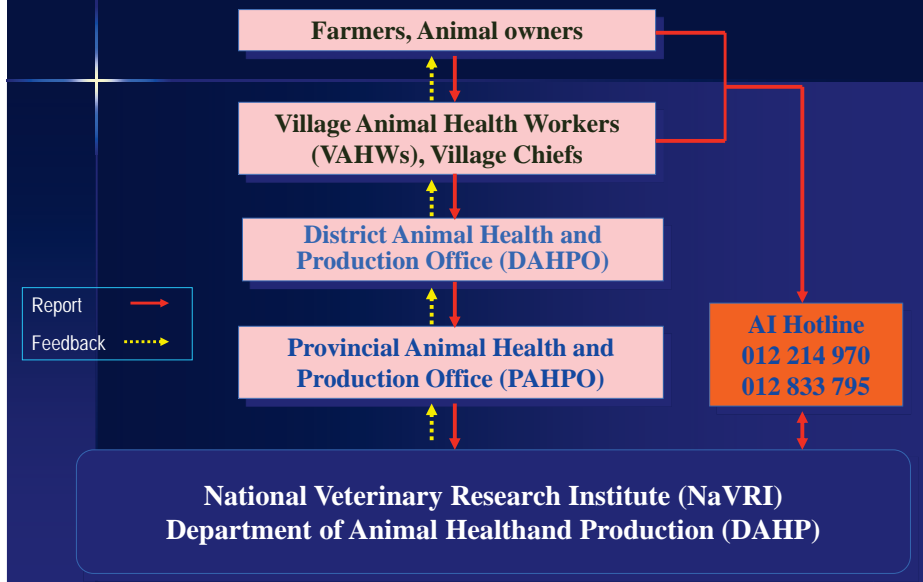 Farmers, Animal owners
Village Animal Health Workers
(VAHWs), Village Chiefs
District Animal Health and
Production Office (DAHPO)
Report
Feedback
Provincial Animal Health and
Production Office (PAHPO)
AI Hotline
012 214 970
012 833 795
National Veterinary Research Institute (NaVRI)
Department of Animal Healthand Production (DAHP)